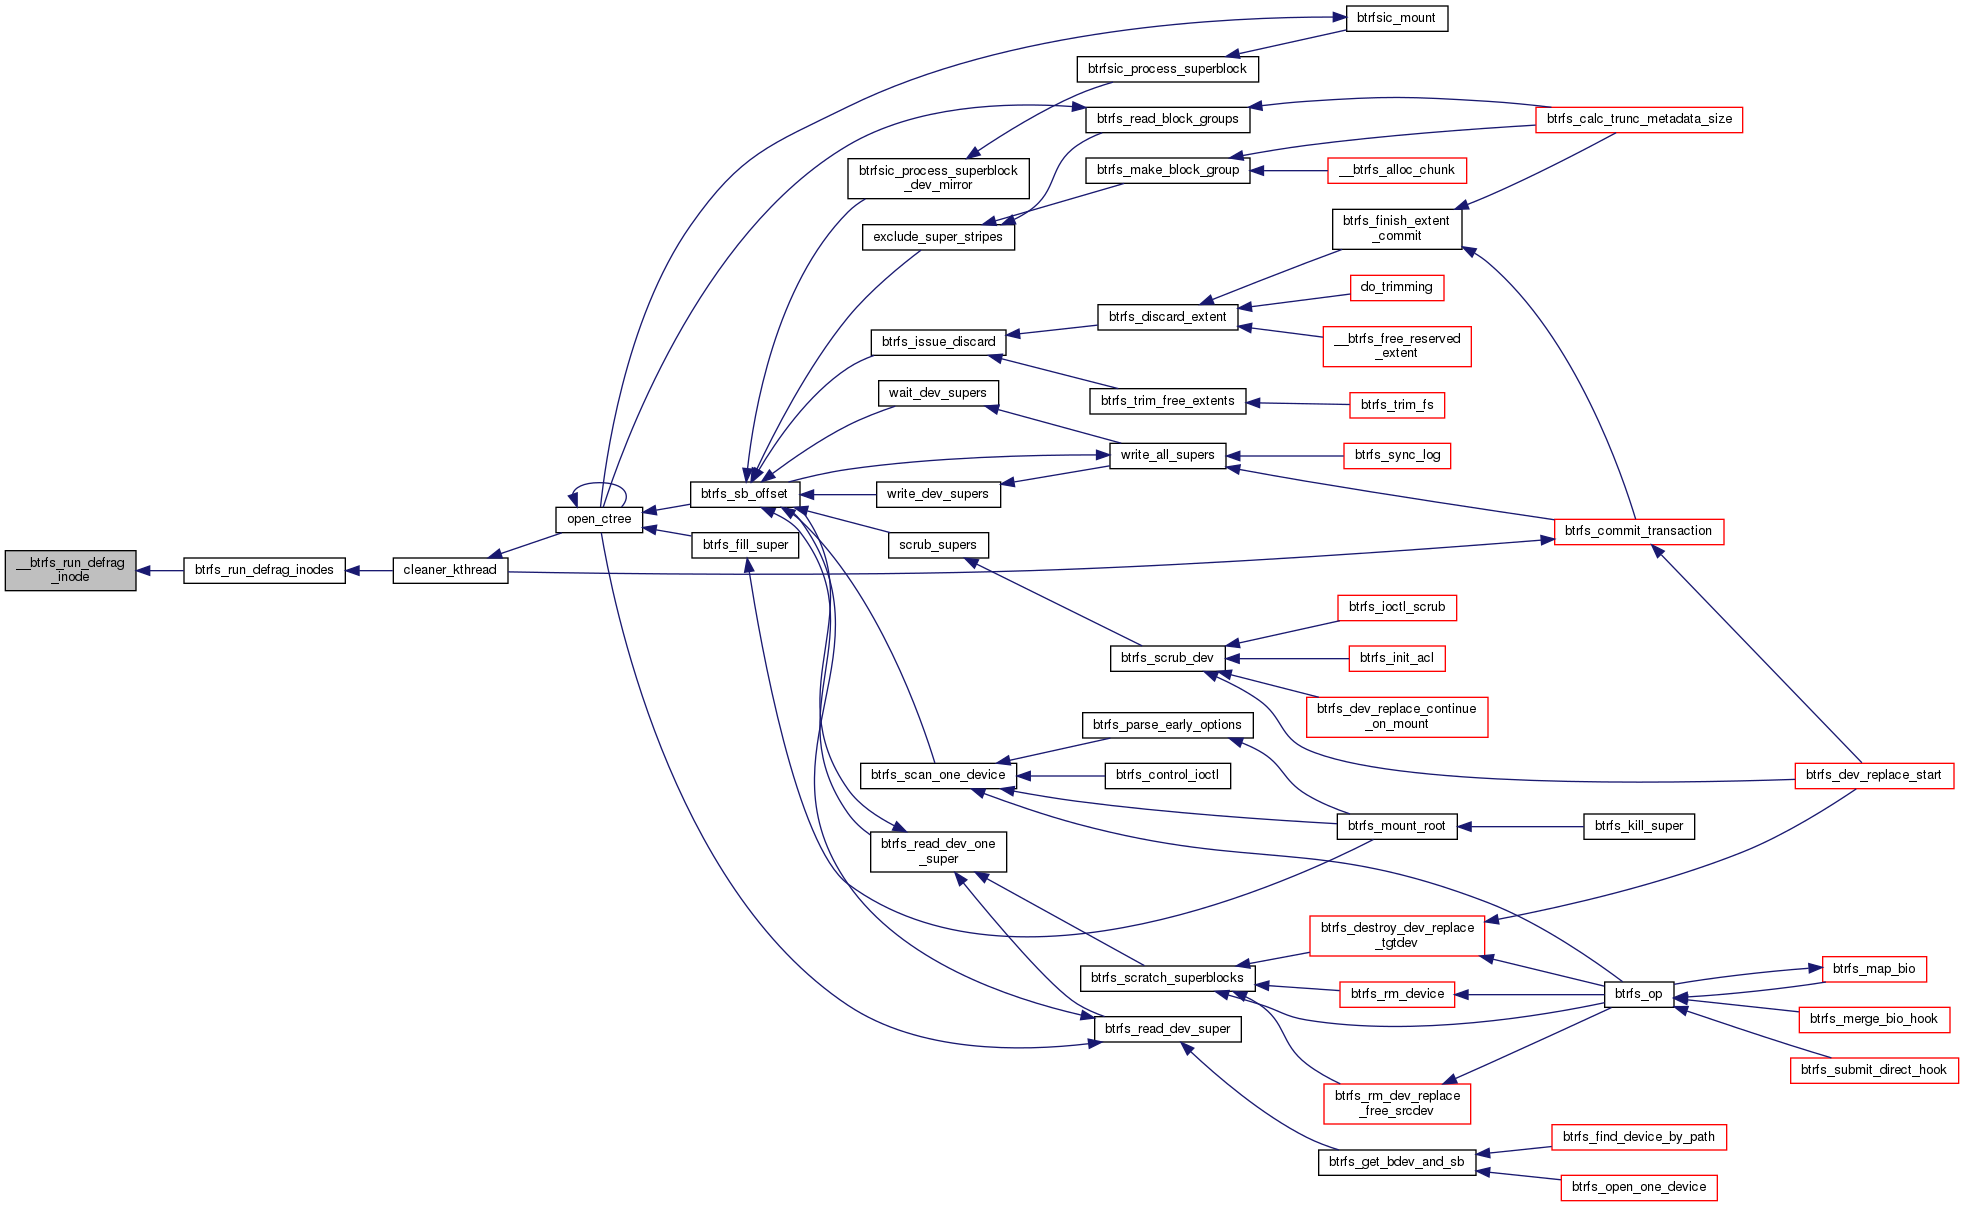 btrfsic_mount
btrfsic_process_superblock
btrfs_read_block_groups
btrfs_calc_trunc_metadata_size
btrfsic_process_superblock
_dev_mirror
btrfs_make_block_group
__btrfs_alloc_chunk
exclude_super_stripes
btrfs_finish_extent
_commit
do_trimming
btrfs_discard_extent
btrfs_issue_discard
__btrfs_free_reserved
_extent
wait_dev_supers
btrfs_trim_free_extents
btrfs_trim_fs
write_all_supers
btrfs_sync_log
btrfs_sb_offset
write_dev_supers
open_ctree
btrfs_commit_transaction
btrfs_fill_super
scrub_supers
__btrfs_run_defrag
_inode
btrfs_run_defrag_inodes
cleaner_kthread
btrfs_ioctl_scrub
btrfs_scrub_dev
btrfs_init_acl
btrfs_dev_replace_continue
_on_mount
btrfs_parse_early_options
btrfs_scan_one_device
btrfs_control_ioctl
btrfs_dev_replace_start
btrfs_mount_root
btrfs_kill_super
btrfs_read_dev_one
_super
btrfs_destroy_dev_replace
_tgtdev
btrfs_scratch_superblocks
btrfs_map_bio
btrfs_rm_device
btrfs_op
btrfs_merge_bio_hook
btrfs_read_dev_super
btrfs_submit_direct_hook
btrfs_rm_dev_replace
_free_srcdev
btrfs_find_device_by_path
btrfs_get_bdev_and_sb
btrfs_open_one_device